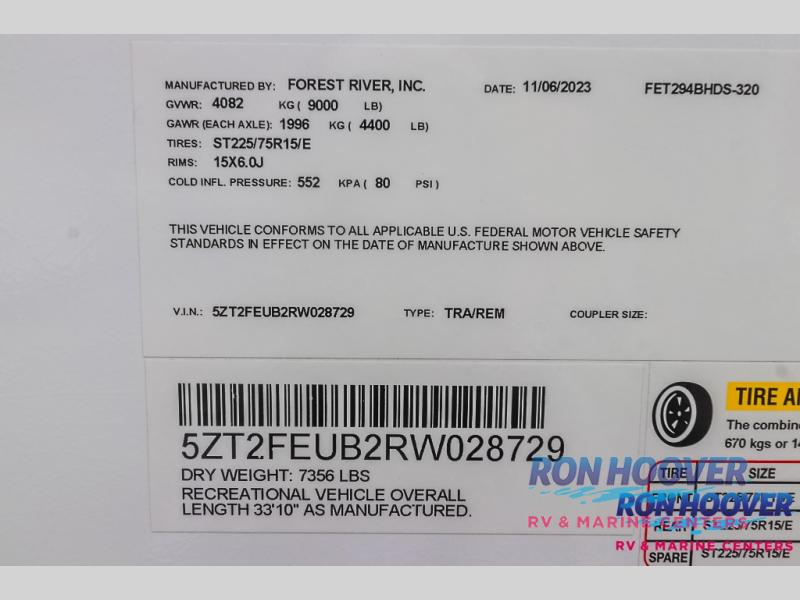 MANUFACTURED BY: FOREST RIVER, INC. DATE: 11/06/2023 FET294BHDS-320
GVWR: 4082 KG ( 9000 LB)
GAWR (EACH AXLE): 1996 KG ( 4400 LB)
TIRES: ST225/75R15/E
RIMS: 15X6.0J
COLD INFL. PRESSURE: 552 KPA ( 80 PSI )
THIS VEHICLE CONFORMS TO ALL APPLICABLE U.S. FEDERAL MOTOR VEHICLE SAFETY
STANDARDS IN EFFECT ON THE DATE OF MANUFACTURE SHOWN ABOVE.
V.I.N.: 5ZT2FEUB2RW028729 TYPE: TRA/REM COUPLER SIZE:
5ZT2FEUB2RW028729
DRY WEIGHT: 7356 LBS
RECREATIONAL VEHICLE OVERALL
LENGTH 33'10" AS MANUFACTURED.
TIRE
The
670 kgs or
TIRE SIZE
REAR ST225/75R15/E
SPARE ST225/75R15/E
RON HOOVER
RV & MARINE CENTERS
RON HOOVER
RV & MARINE CENTERS